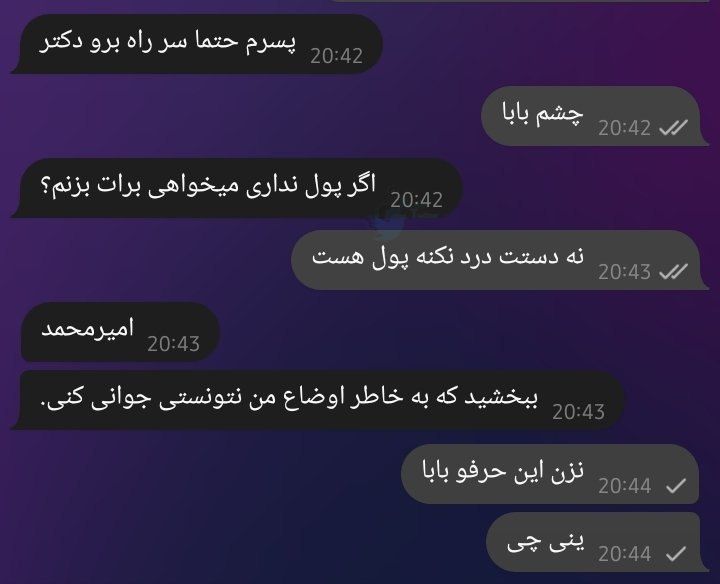 پسرم حتما سر راه برو دکتر 20:42
چشم بابا 20:42
اگر پول نداری میخواهی برات بزنم؟ 20:42
نه دستت درد نکنه پول هست 20:43
امیرمحمد 20:43
ببخشید که به خاطر اوضاع من نتونستی جوانی کنی. 20:43
نزن این حرفو بابا 20:44
ینی چی 20:44